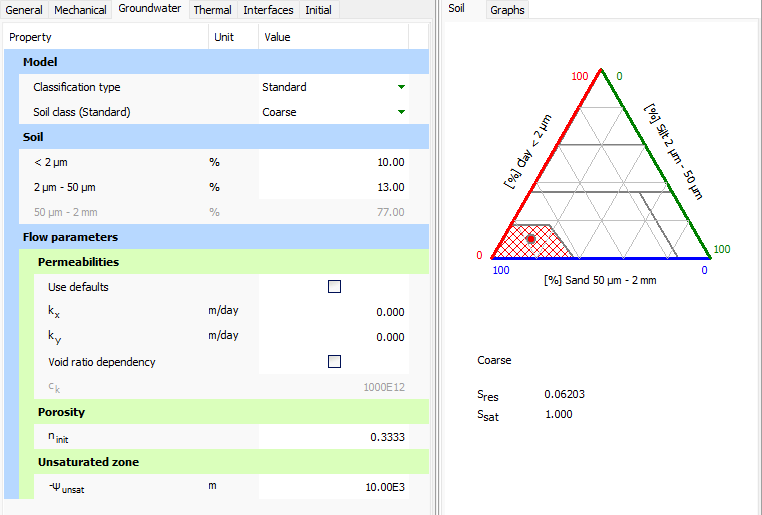 General Mechanical Groundwater Thermal Interfaces Initial
Property Unit Value
Model
Classification type Standard
Soil class (Standard) Coarse
Soil
< 2 µm % 10.00
2 µm - 50 µm % 13.00
50 µm - 2 mm % 77.00
Flow parameters
Permeabilities
Use defaults
kx m/day 0.000
ky m/day 0.000
Void ratio dependency
ck 1000E12
Porosity
ninit 0.3333
Unsaturated zone
-ψunsat m 10.00E3
Soil Graphs
100 0
[%] Clay < 2 µm
[%] Silt 2 µm - 50 µm
0 100
100 0
[%] Sand 50 µm - 2 mm
Coarse
Sres 0.06203
Ssat 1.000